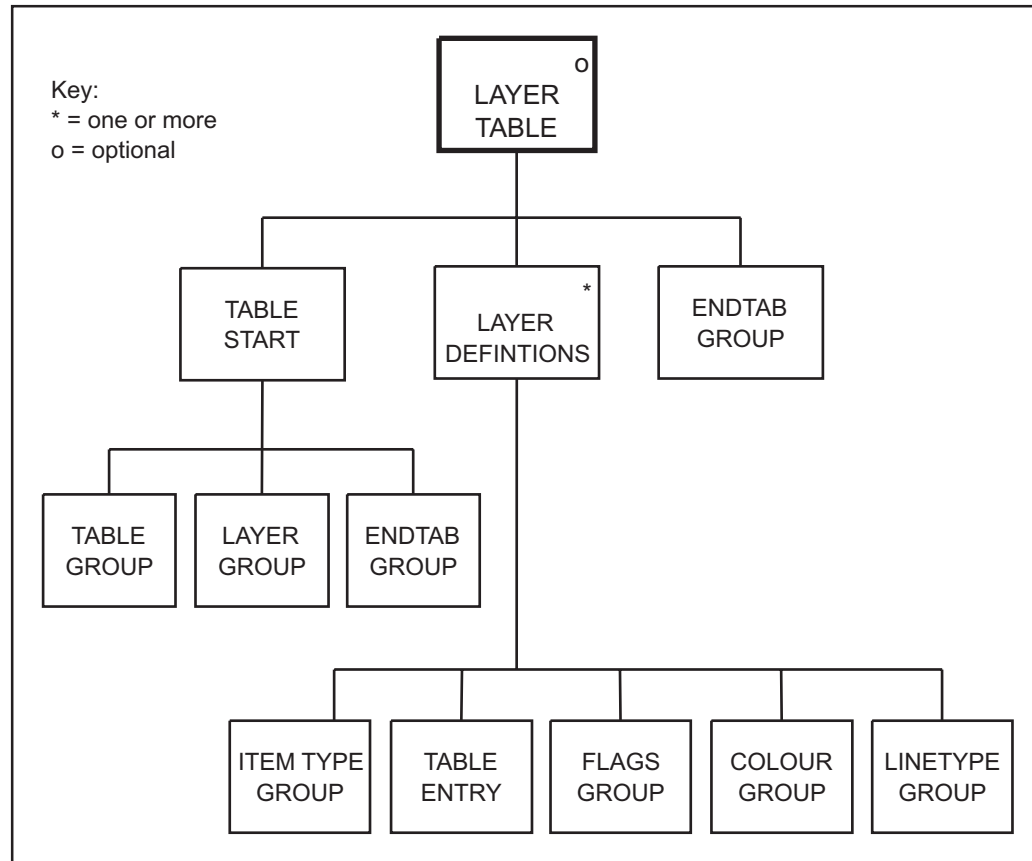 Key:
* = one or more
o = optional
o
LAYER
TABLE
TABLE
START
*
LAYER
DEFINTIONS
ENDTAB
GROUP
TABLE
GROUP
LAYER
GROUP
ENDTAB
GROUP
ITEM TYPE
GROUP
TABLE
ENTRY
FLAGS
GROUP
COLOUR
GROUP
LINETYPE
GROUP